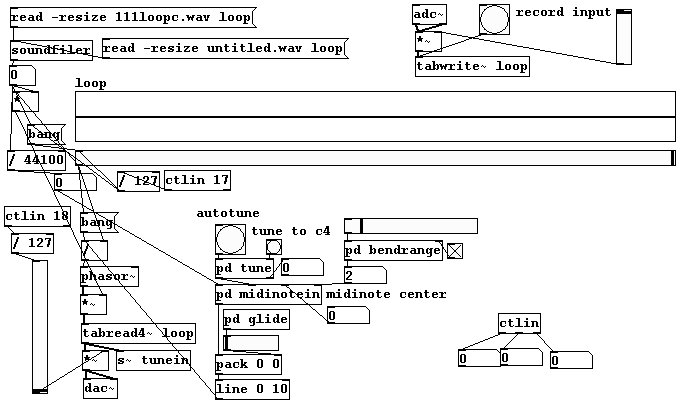 read -resize 111loopc.wav loop
adc~
record input
soundfiler
read -resize untitled.wav loop
*~
tabwrite~ loop
0
loop
*
bang
/ 44100
0
/ 127
ctlin 17
ctlin 18
bang
autotune
tune to c4
/ 127
/
pd tune
0
pd bendrange
phasor~
2
pd midinotein
midinote center
*~
pd glide
0
ctlin
tabread4~ loop
*~
s~ tunein
pack 0 0
0
0
0
dac~
line 0 10